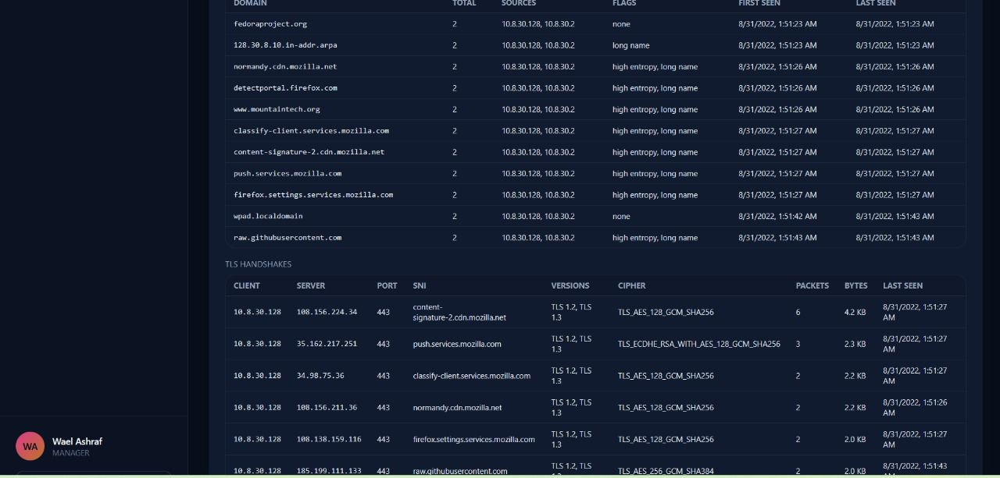 DOMAIN TOTAL SOURCES FLAGS FIRST SEEN LAST SEEN
fedoraproject.org 2 10.8.30.128, 10.8.30.2 none 8/31/2022, 1:51:23 AM 8/31/2022, 1:51:23 AM
128.30.8.10.in-addr.arpa 2 10.8.30.128, 10.8.30.2 long name 8/31/2022, 1:51:23 AM 8/31/2022, 1:51:23 AM
normandy.cdn.mozilla.net 2 10.8.30.128, 10.8.30.2 high entropy, long name 8/31/2022, 1:51:26 AM 8/31/2022, 1:51:26 AM
detectportal.firefox.com 2 10.8.30.128, 10.8.30.2 high entropy, long name 8/31/2022, 1:51:26 AM 8/31/2022, 1:51:26 AM
www.mountaintech.org 2 10.8.30.128, 10.8.30.2 high entropy, long name 8/31/2022, 1:51:26 AM 8/31/2022, 1:51:26 AM
classify-client.services.mozilla.com 2 10.8.30.128, 10.8.30.2 high entropy, long name 8/31/2022, 1:51:27 AM 8/31/2022, 1:51:27 AM
content-signature-2.cdn.mozilla.net 2 10.8.30.128, 10.8.30.2 high entropy, long name 8/31/2022, 1:51:27 AM 8/31/2022, 1:51:27 AM
push.services.mozilla.com 2 10.8.30.128, 10.8.30.2 high entropy, long name 8/31/2022, 1:51:27 AM 8/31/2022, 1:51:27 AM
firefox.settings.services.mozilla.com 2 10.8.30.128, 10.8.30.2 high entropy, long name 8/31/2022, 1:51:27 AM 8/31/2022, 1:51:27 AM
wpad.localdomain 2 10.8.30.128, 10.8.30.2 none 8/31/2022, 1:51:42 AM 8/31/2022, 1:51:43 AM
raw.githubusercontent.com 2 10.8.30.128, 10.8.30.2 high entropy, long name 8/31/2022, 1:51:43 AM 8/31/2022, 1:51:43 AM
TLS HANDSHAKES
CLIENT SERVER PORT SNI VERSIONS CIPHER PACKETS BYTES LAST SEEN
10.8.30.128 108.156.224.34 443 content-
signature-2.cdn.mozilla.net TLS 1.2, TLS
1.3 TLS_AES_128_GCM_SHA256 6 4.2 KB 8/31/2022, 1:51:27
AM
10.8.30.128 35.162.217.251 443 push.services.mozilla.com TLS 1.2, TLS
1.3 TLS_ECDHE_RSA_WITH_AES_128_GCM_SHA256 3 2.3 KB 8/31/2022, 1:51:27
AM
10.8.30.128 34.98.75.36 443 classify-client.services.mozilla.com TLS 1.2, TLS
1.3 TLS_AES_128_GCM_SHA256 2 2.2 KB 8/31/2022, 1:51:27
AM
10.8.30.128 108.156.211.36 443 normandy.cdn.mozilla.net TLS 1.2, TLS
1.3 TLS_AES_128_GCM_SHA256 2 2.2 KB 8/31/2022, 1:51:26
AM
10.8.30.128 108.138.159.116 443 firefox.settings.services.mozilla.com TLS 1.2, TLS
1.3 TLS_AES_128_GCM_SHA256 2 2.0 KB 8/31/2022, 1:51:27
AM
10.8.30.128 185.199.111.133 443 raw.githubusercontent.com TLS 1.2, TLS
1.3 TLS_AES_256_GCM_SHA384 2 2.0 KB 8/31/2022, 1:51:43
AM
WA
Wael Ashraf
MANAGER